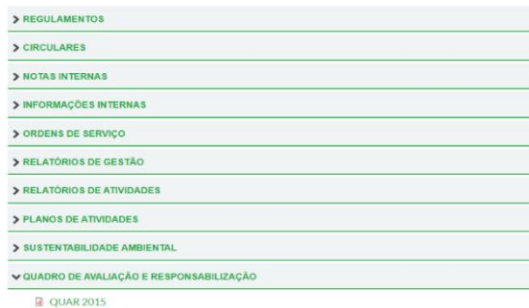 REGULAMENTOS
CIRCULARES
NOTAS INTERNAS
INFORMAÇÕES INTERNAS
ORDENS DE SERVIÇO
RELATÓRIOS DE GESTÃO
RELATÓRIOS DE ATIVIDADES
PLANOS DE ATIVIDADES
SUSTENTABILIDADE AMBIENTAL
QUADRO DE AVALIAÇÃO E RESPONSABILIZAÇÃO
QUAR 2015